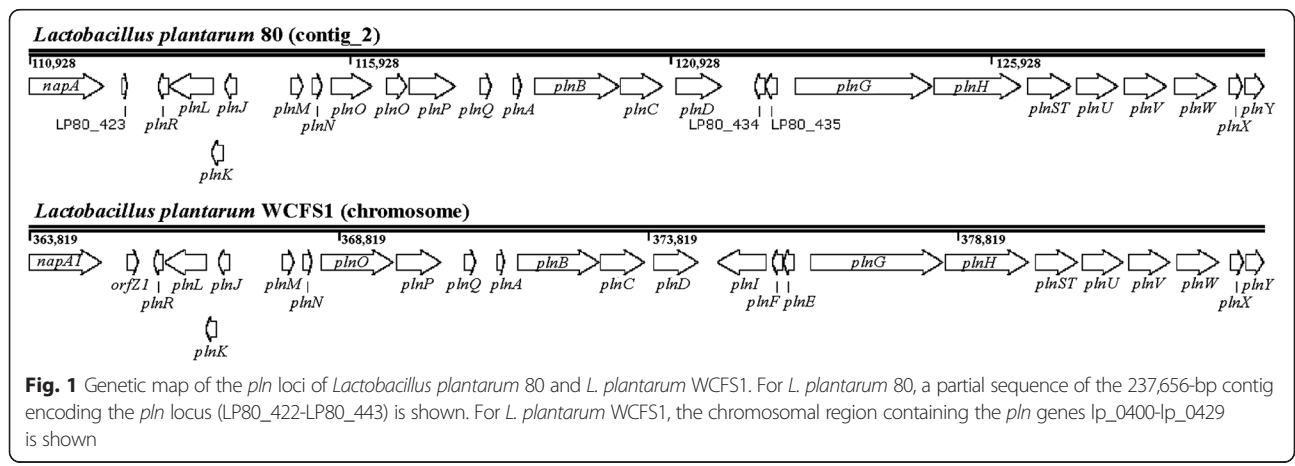 Lactobacillus plantarum 80 (contig_2)
110,928 115,928 120,928 125,928
napA plnB plnG plnH
plnL plnJ plnM plnO plnO plnP plnQ plnA plnC plnD plnST plnU plnV plnW plnY
LP80_423 plnR plnN LP80_434 LP80_435 plnX
plnK
Lactobacillus plantarum WCFS1 (chromosome)
363,819 368,819 373,819 378,819
napA1 plnO plnB plnG plnH
orfZ1 plnL plnJ plnM plnP plnQ plnA plnC plnD plnI plnST plnU plnV plnW plnY
plnR plnN plnF plnE plnX
plnK
Fig. 1 Genetic map of the pln loci of Lactobacillus plantarum 80 and L. plantarum WCFS1. For L. plantarum 80, a partial sequence of the 237,656-bp contig
encoding the pln locus (LP80_422-LP80_443) is shown. For L. plantarum WCFS1, the chromosomal region containing the pln genes lp_0400-lp_0429
is shown